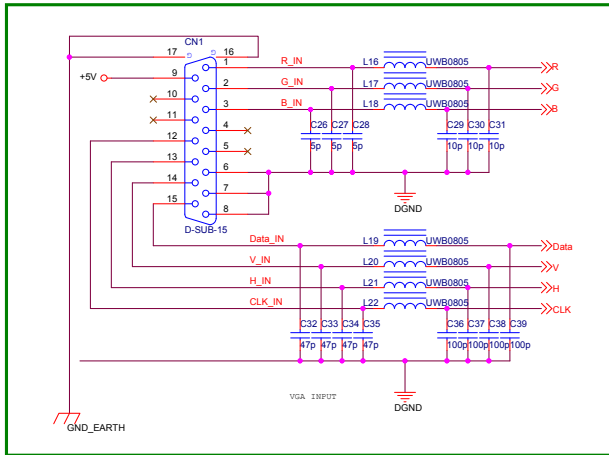 CN1
17
G
G
16
1
R_IN
L16
UWB0805
R
+5V
9
2
G_IN
L17
UWB0805
G
10
3
B_IN
L18
UWB0805
B
11
4
C26
C27
C28
C29
C30
C31
5p
5p
5p
10p
10p
10p
12
5
13
6
14
7
15
8
DGND
D-SUB-15
Data_IN
L19
UWB0805
Data
V_IN
L20
UWB0805
V
H_IN
L21
UWB0805
H
CLK_IN
L22
UWB0805
CLK
C32
C33
C34
C35
C36
C37
C38
C39
47p
47p
47p
47p
100p
100p
100p
100p
VGA INPUT
DGND
GND_EARTH